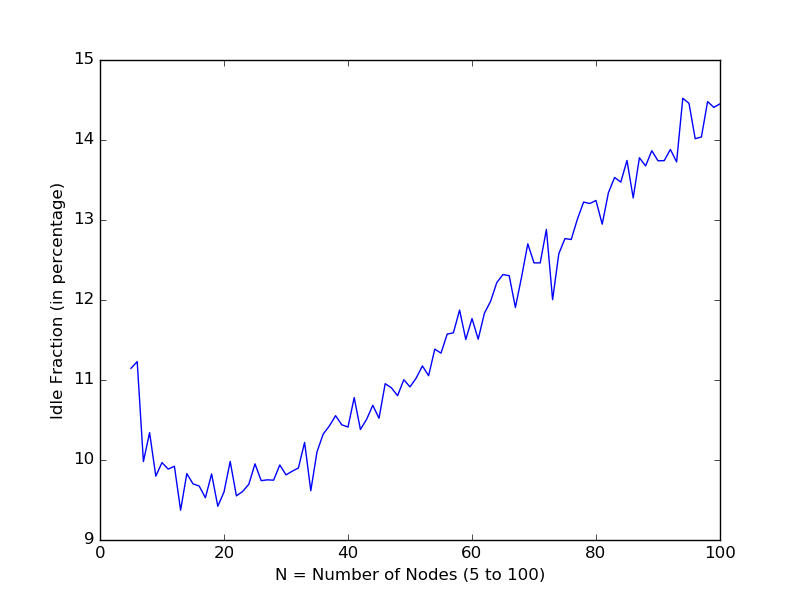 15
14
13
12
11
10
9
Idle Fraction (in percentage)
0 20 40 60 80 100
N = Number of Nodes (5 to 100)